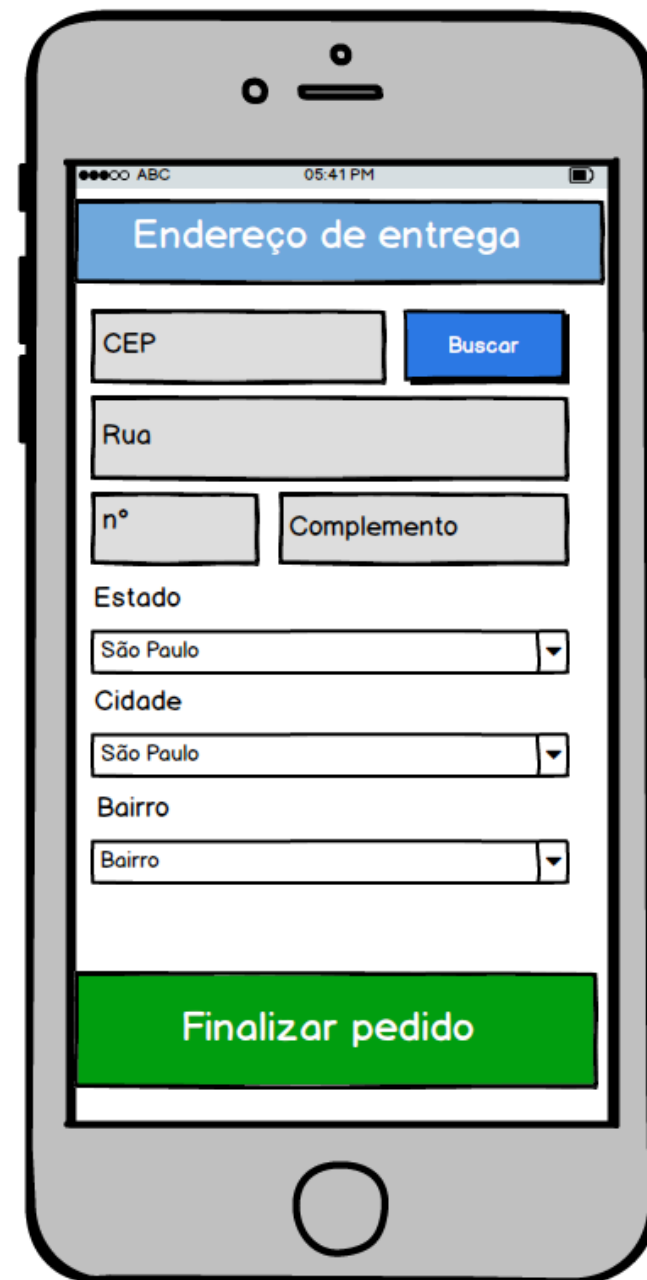 ABC 05:41 PM
Endereço de entrega
CEP Buscar
Rua
nº Complemento
Estado
São Paulo
Cidade
São Paulo
Bairro
Bairro
Finalizar pedido